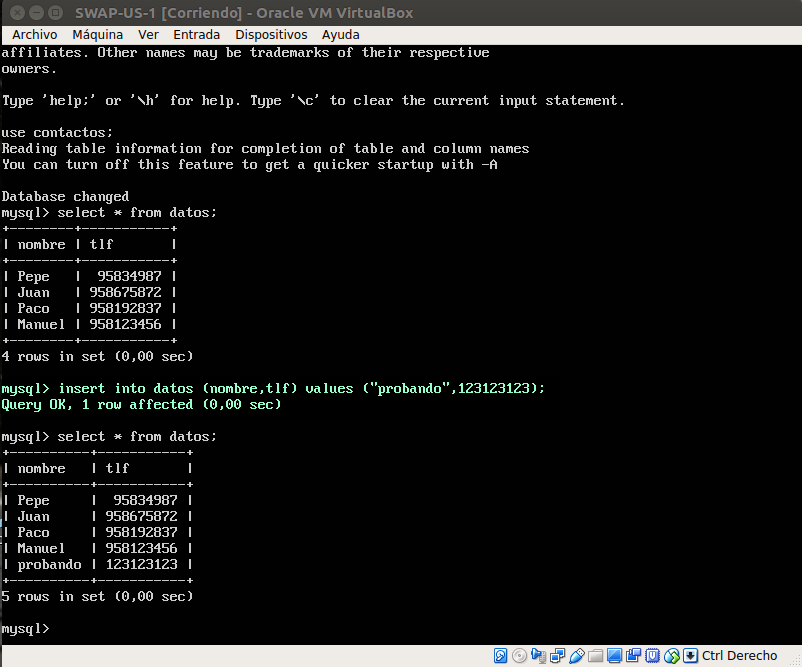 SWAP-US-1 [Corriendo] - Oracle VM VirtualBox
Archivo Máquina Ver Entrada Dispositivos Ayuda
affiliates. Other names may be trademarks of their respective
owners.
Type 'help;' or '\h' for help. Type '\c' to clear the current input statement.
use contactos;
Reading table information for completion of table and column names
You can turn off this feature to get a quicker startup with -A
Database changed
mysql> select * from datos;
+--------+-----------+
| nombre | tlf       |
+--------+-----------+
| Pepe   |  95834987 |
| Juan   | 958675872 |
| Paco   | 958192837 |
| Manuel | 958123456 |
+--------+-----------+
4 rows in set (0,00 sec)
mysql> insert into datos (nombre,tlf) values ("probando",123123123);
Query OK, 1 row affected (0,00 sec)
mysql> select * from datos;
+----------+-----------+
| nombre   | tlf       |
+----------+-----------+
| Pepe     |  95834987 |
| Juan     | 958675872 |
| Paco     | 958192837 |
| Manuel   | 958123456 |
| probando | 123123123 |
+----------+-----------+
5 rows in set (0,00 sec)
mysql>
Ctrl Derecho